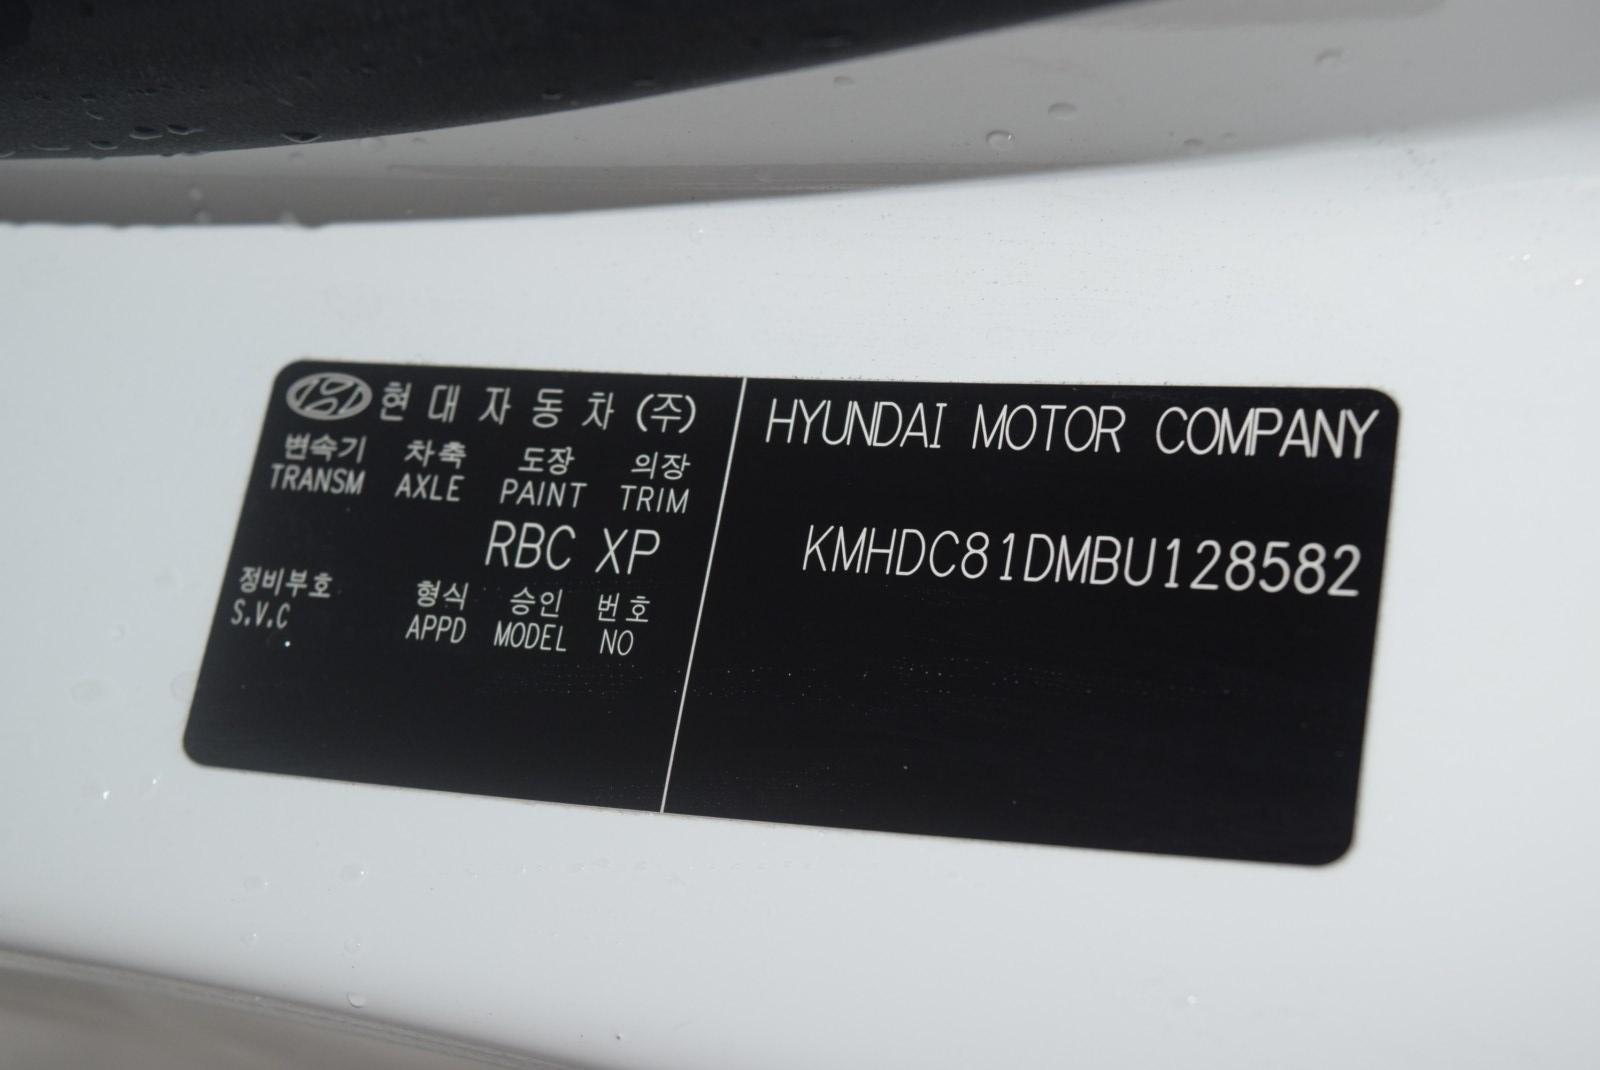 현대자동차(주)
변속기 차축 도장 의장
TRANSM AXLE PAINT TRIM
RBC XP
정비부호 형식 승인 번호
S.V.C APPD MODEL NO
HYUNDAI MOTOR COMPANY
KMHDC81DMBU128582